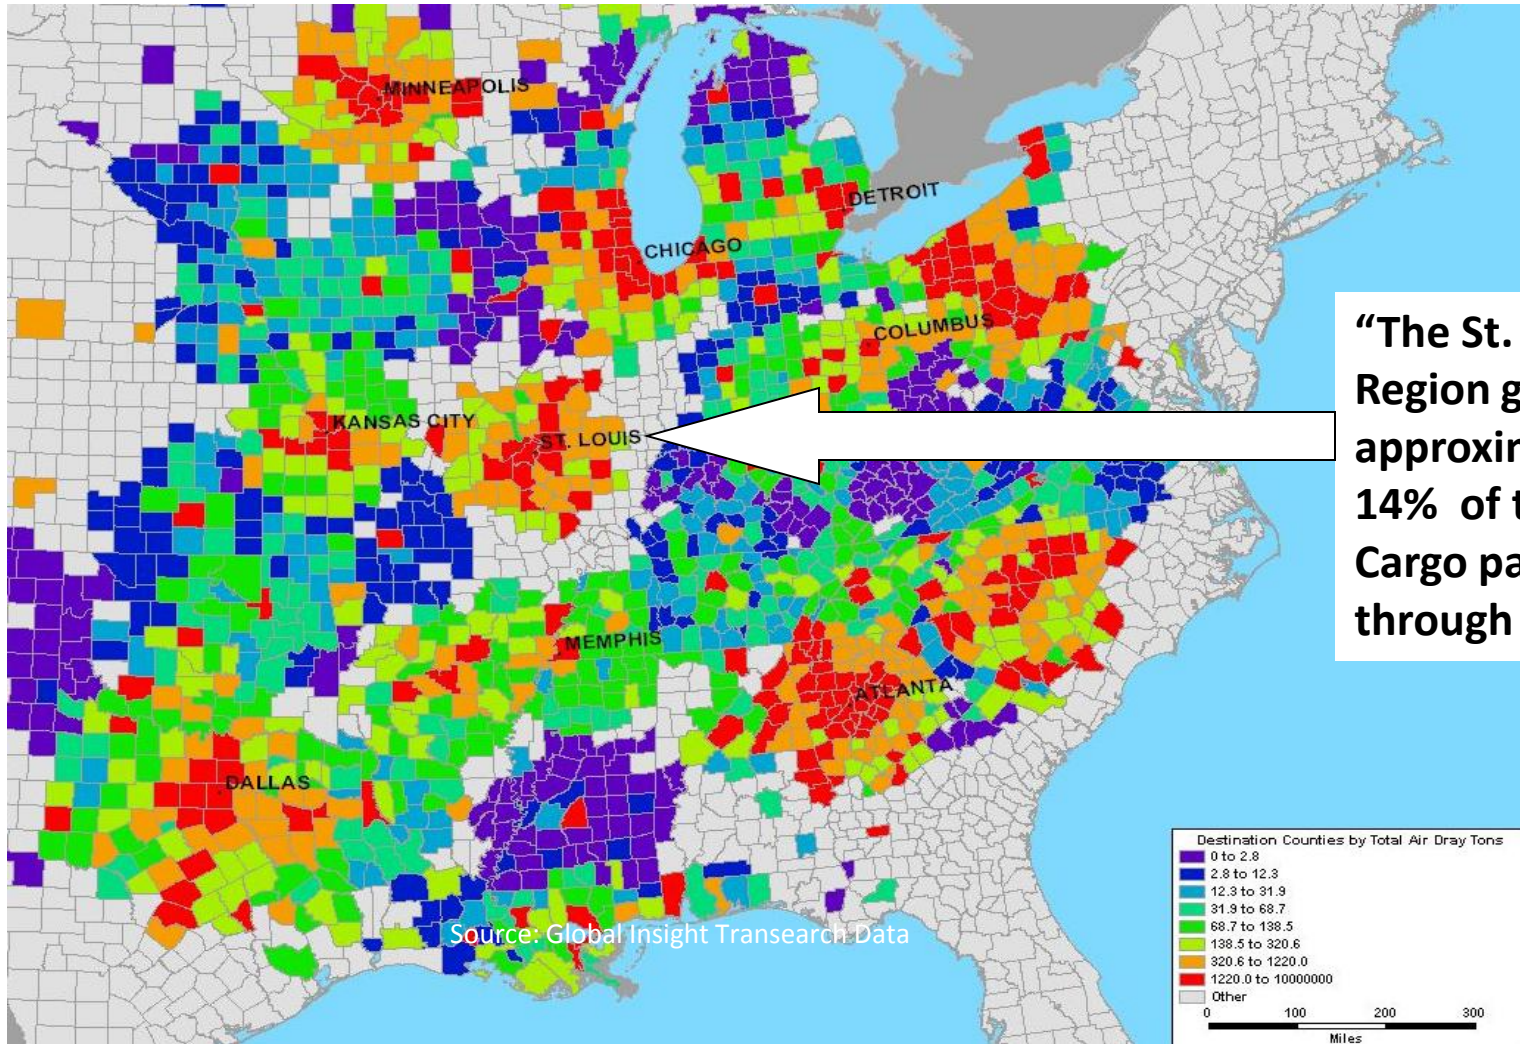 MINNEAPOLIS
DETROIT
CHICAGO
COLUMBUS
KANSAS CITY
ST. LOUIS
MEMPHIS
ATLANTA
DALLAS
“The St.
Region g
14% of t
Cargo pa
through
Source: Global Insight Transearch Data
Destination Counties by Total Air Dray Tons
0 to 2.8
2.8 to 12.3
12.3 to 31.9
31.9 to 68.7
68.7 to 138.5
138.5 to 320.6
320.6 to 1220.0
1220.0 to 10000000
Other
0 100 200 300
Miles